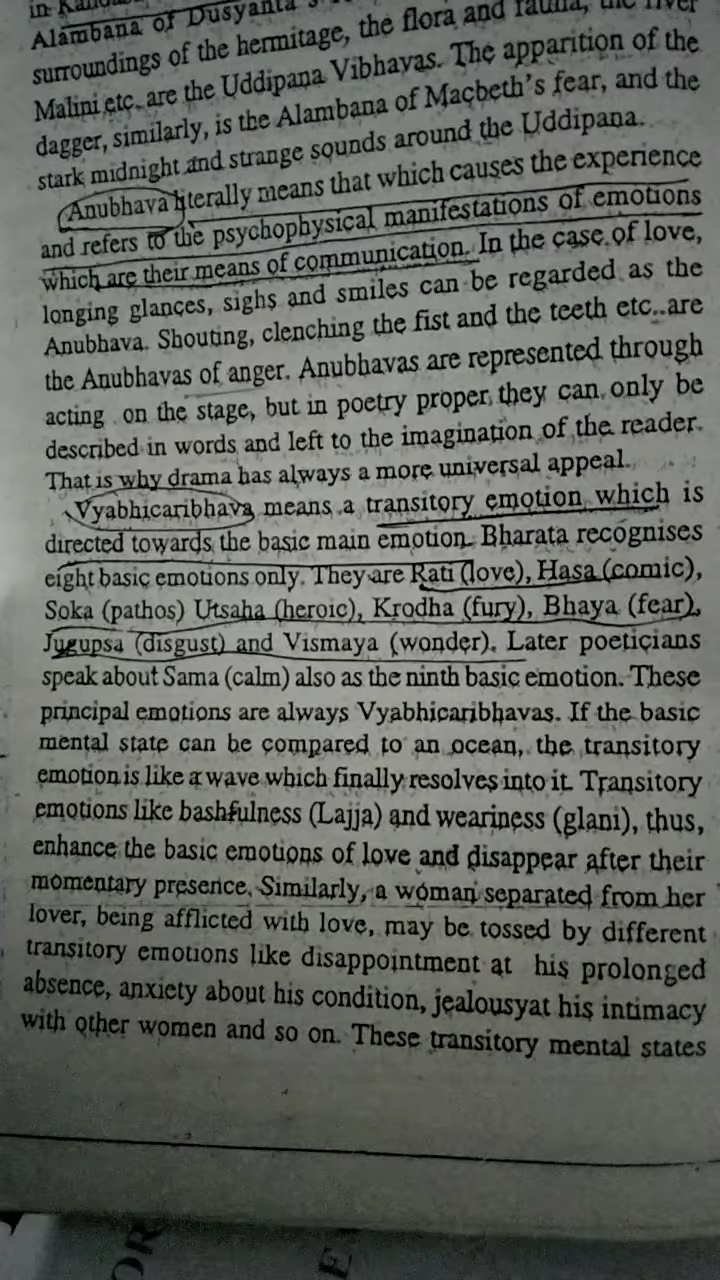 in
Alambana of Dusyanta
surroundings of the hermitage, the flora and fauna, the river
Malini etc. are the Uddipana Vibhavas. The apparition of the
dagger, similarly, is the Alambana of Macbeth's fear, and the
stark midnight and strange sounds around the Uddipana.
Anubhava literally means that which causes the experience
and refers to the psychophysical manifestations of emotions
which are their means of communication. In the case of love,
longing glances, sighs and smiles can be regarded as the
Anubhava. Shouting, clenching the fist and the teeth etc..are
the Anubhavas of anger. Anubhavas are represented through
acting on the stage, but in poetry proper, they can only be
described in words and left to the imagination of the reader.
That is why drama has always a more universal appeal.
Vyabhicaribhava means a transitory emotion which is
directed towards the basic main emotion. Bharata recognises
eight basic emotions only. They are Rati (love), Hasa (comic),
Soka (pathos) Utsaha (heroic), Krodha (fury), Bhaya (fear),
Jugupsa (disgust) and Vismaya (wonder). Later poeticians
speak about Sama (calm) also as the ninth basic emotion. These
principal emotions are always Vyabhicaribhavas. If the basic
mental state can be compared to an ocean, the transitory
emotion is like a wave which finally resolves into it. Transitory
emotions like bashfulness (Lajja) and weariness (glani), thus,
enhance the basic emotions of love and disappear after their
momentary presence. Similarly, a woman separated from her
lover, being afflicted with love, may be tossed by different
transitory emotions like disappointment at his prolonged
absence, anxiety about his condition, jealousyat his intimacy
with other women and so on. These transitory mental states
OR
E